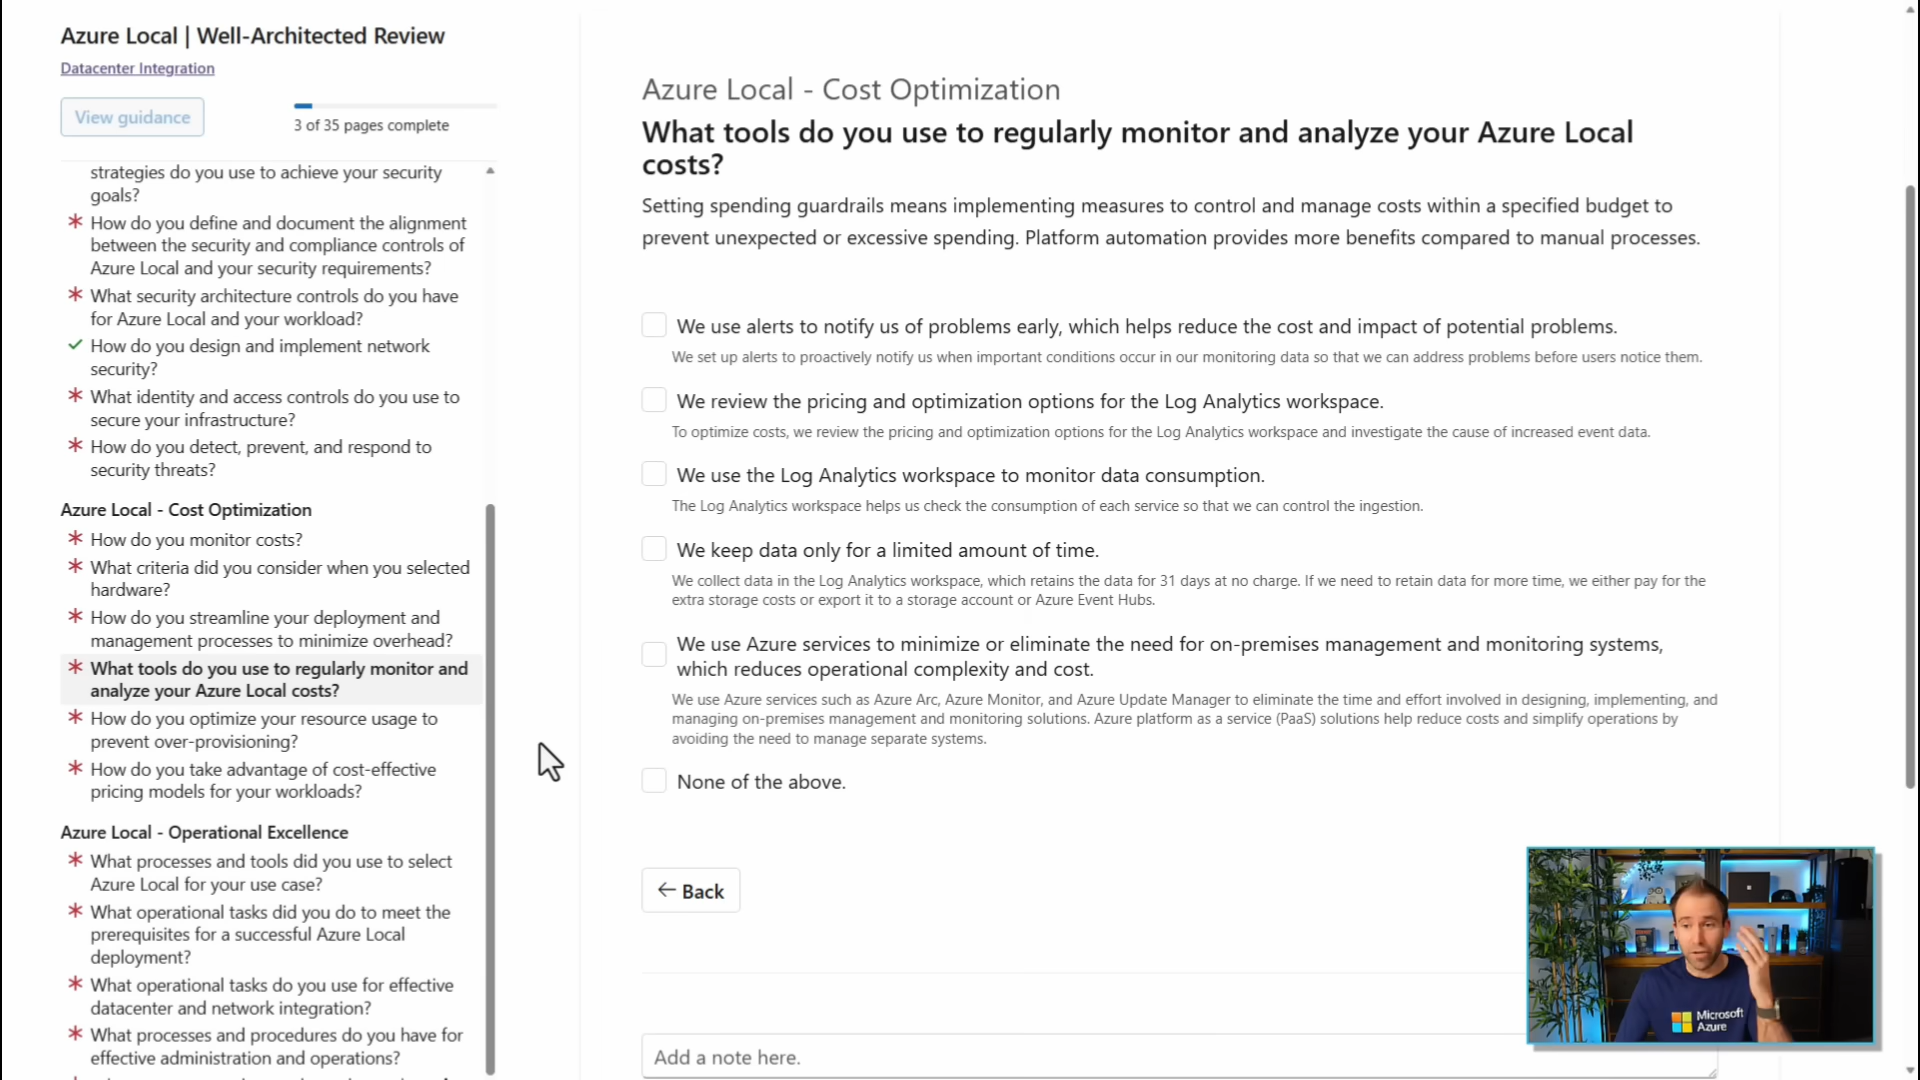 Azure Local | Well-Architected Review
Datacenter Integration
View guidance
3 of 35 pages complete
strategies do you use to achieve your security
goals?
How do you define and document the alignment
between the security and compliance controls of
Azure Local and your security requirements?
What security architecture controls do you have
for Azure Local and your workload?
How do you design and implement network
security?
What identity and access controls do you use to
secure your infrastructure?
How do you detect, prevent, and respond to
security threats?
Azure Local - Cost Optimization
How do you monitor costs?
What criteria did you consider when you selected
hardware?
How do you streamline your deployment and
management processes to minimize overhead?
What tools do you use to regularly monitor and
analyze your Azure Local costs?
How do you optimize your resource usage to
prevent over-provisioning?
How do you take advantage of cost-effective
pricing models for your workloads?
Azure Local - Operational Excellence
What processes and tools did you use to select
Azure Local for your use case?
What operational tasks did you do to meet the
prerequisites for a successful Azure Local
deployment?
What operational tasks do you use for effective
datacenter and network integration?
What processes and procedures do you have for
effective administration and operations?
Azure Local - Cost Optimization
What tools do you use to regularly monitor and analyze your Azure Local
costs?
Setting spending guardrails means implementing measures to control and manage costs within a specified budget to
prevent unexpected or excessive spending. Platform automation provides more benefits compared to manual processes.
We use alerts to notify us of problems early, which helps reduce the cost and impact of potential problems.
We set up alerts to proactively notify us when important conditions occur in our monitoring data so that we can address problems before users notice them.
We review the pricing and optimization options for the Log Analytics workspace.
To optimize costs, we review the pricing and optimization options for the Log Analytics workspace and investigate the cause of increased event data.
We use the Log Analytics workspace to monitor data consumption.
The Log Analytics workspace helps us check the consumption of each service so that we can control the ingestion.
We keep data only for a limited amount of time.
We collect data in the Log Analytics workspace, which retains the data for 31 days at no charge. If we need to retain data for more time, we either pay for the
extra storage costs or export it to a storage account or Azure Event Hubs.
We use Azure services to minimize or eliminate the need for on-premises management and monitoring systems,
which reduces operational complexity and cost.
We use Azure services such as Azure Arc, Azure Monitor, and Azure Update Manager to eliminate the time and effort involved in designing, implementing, and
managing on-premises management and monitoring solutions. Azure platform as a service (PaaS) solutions help reduce costs and simplify operations by
avoiding the need to manage separate systems.
None of the above.
← Back
Add a note here.
Microsoft
Azure